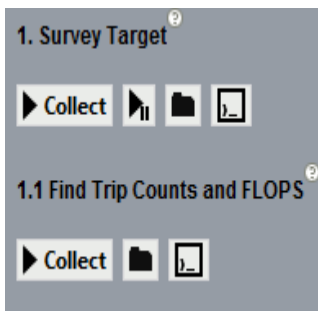 1. Survey Target ?
Collect
1.1 Find Trip Counts and FLOPS ?
Collect